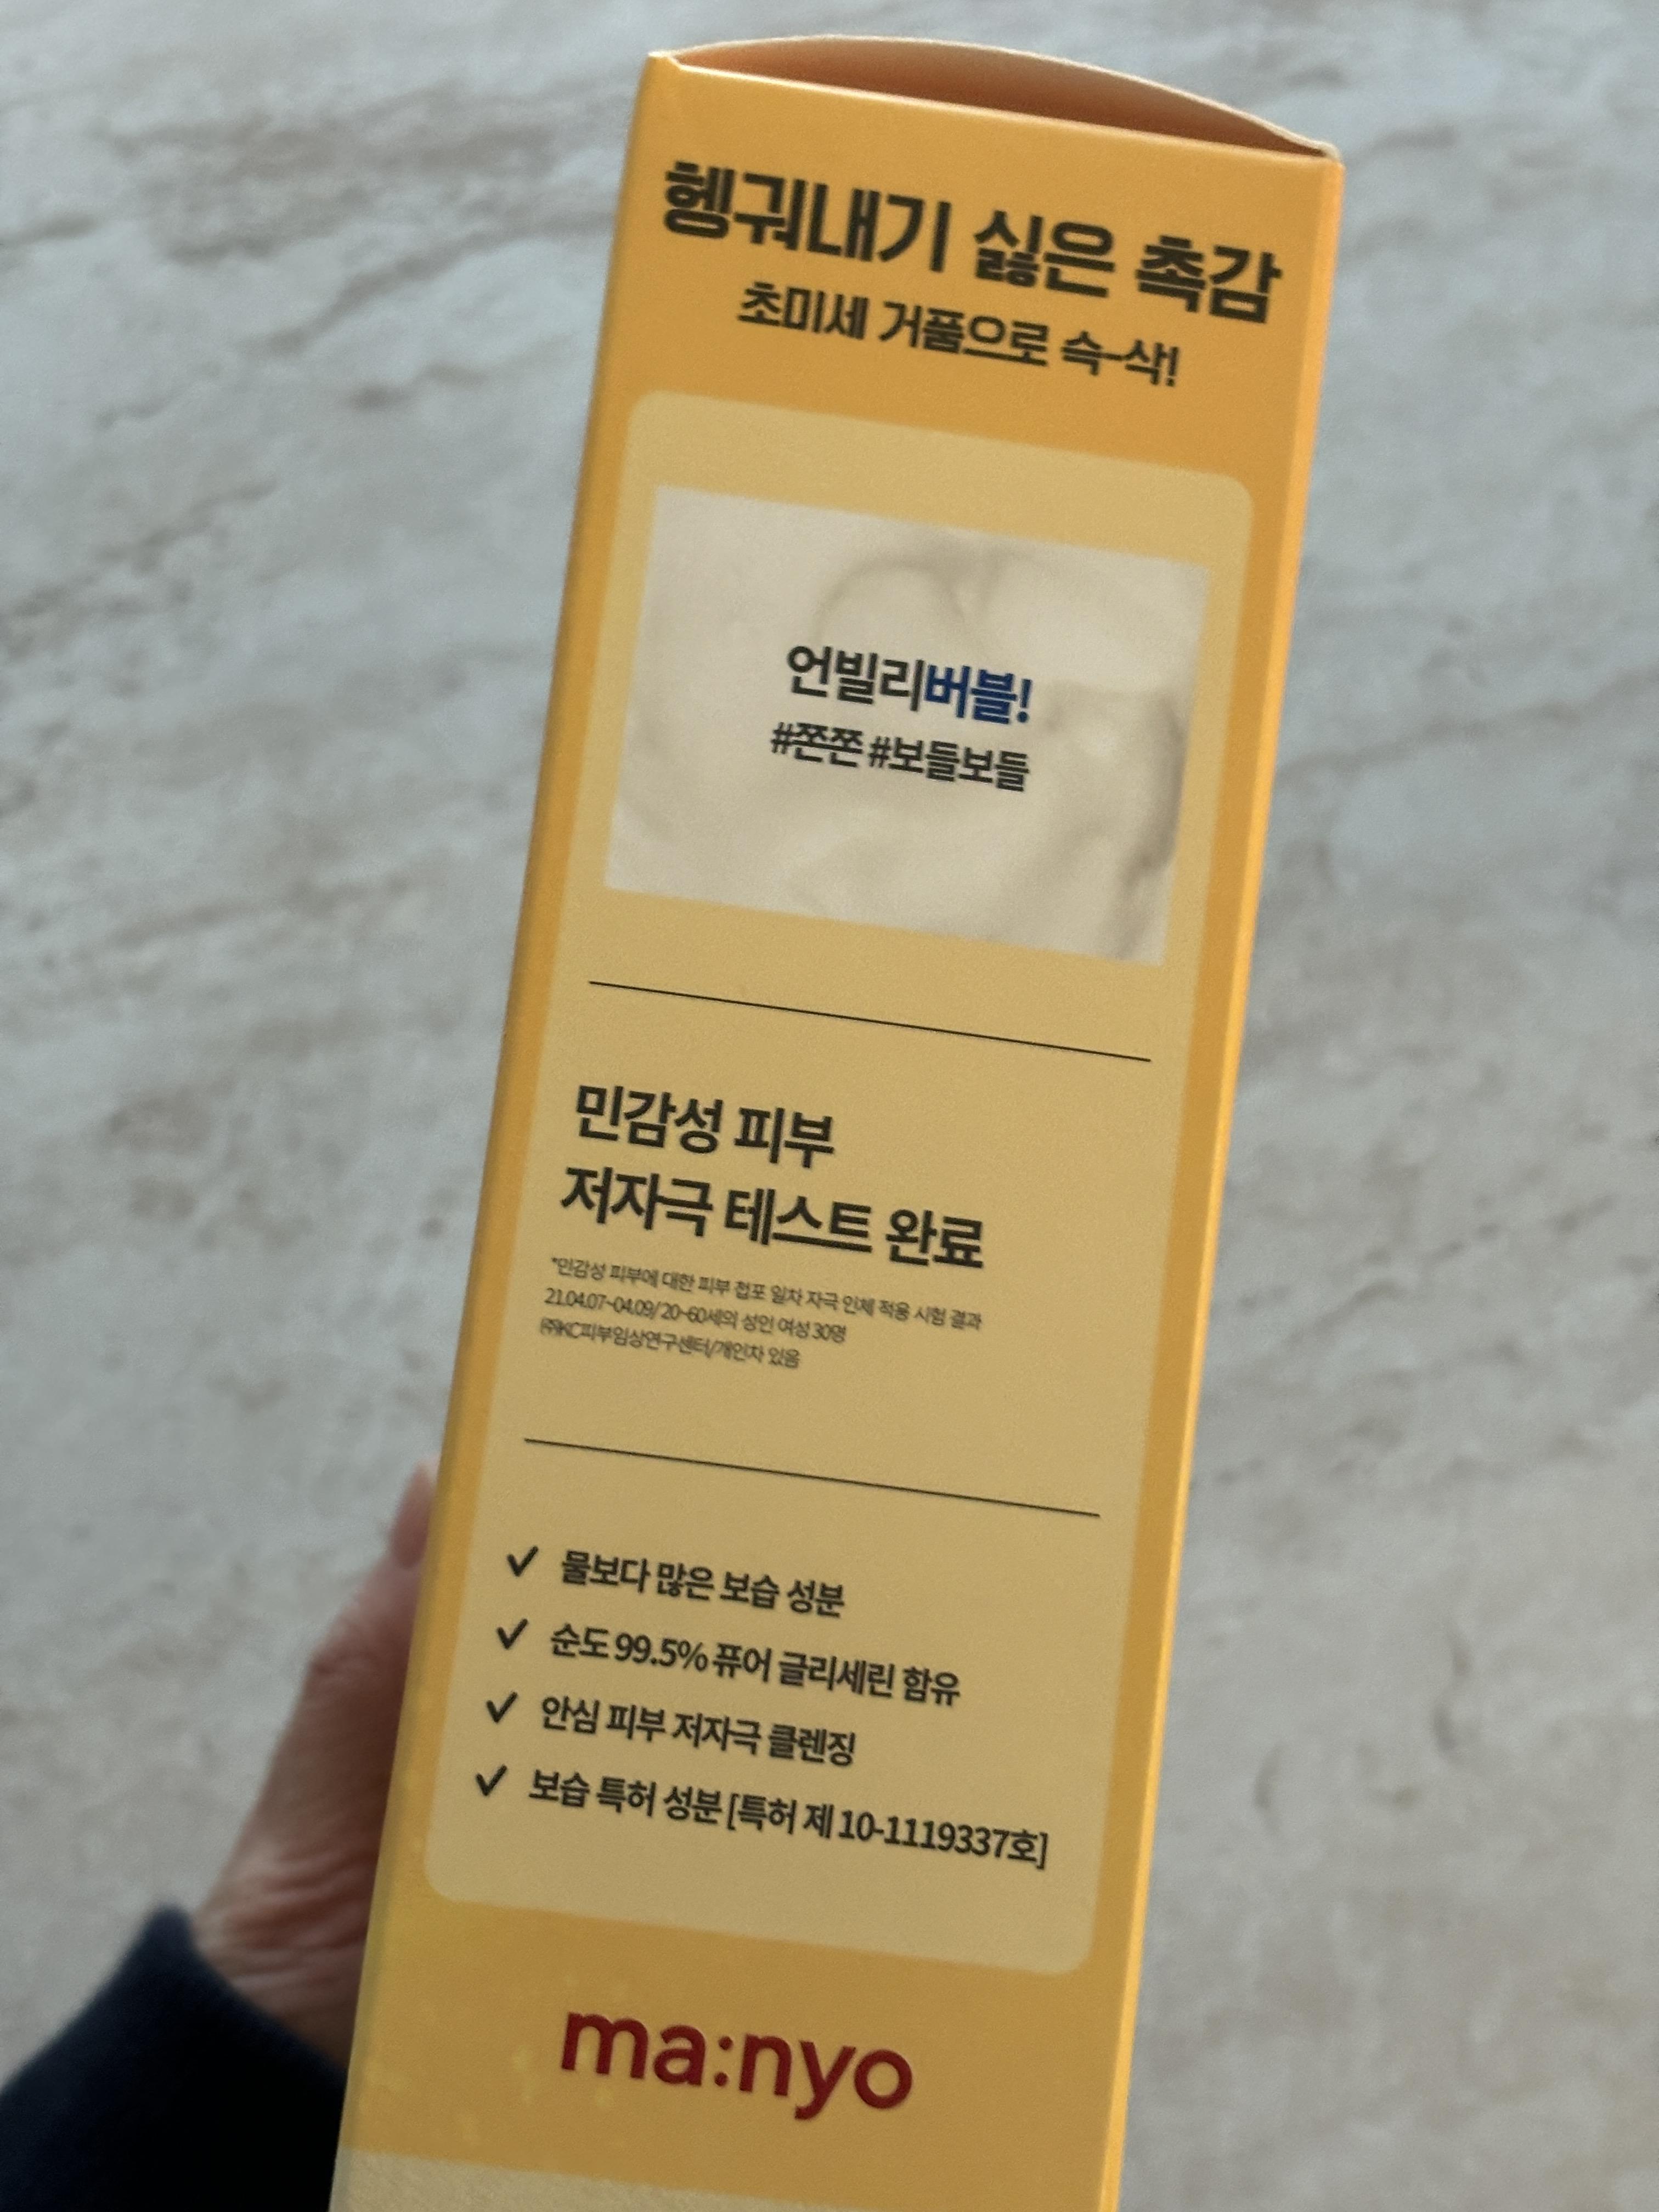 헹궈내기 싫은 촉감
초미세 거품으로 슥-삭!
언빌리버블!
#쫀쫀 #보들보들
민감성 피부
저자극 테스트 완료
*민감성 피부에 대한 피부 첩포 일차 자극 인체 적용 시험 결과
21.04.07~04.09/ 20~60세의 성인 여성 30명
㈜KC피부임상연구센터/개인차 있음
✓ 물보다 많은 보습 성분
✓ 순도 99.5% 퓨어 글리세린 함유
✓ 안심 피부 저자극 클렌징
✓ 보습 특허 성분 [특허 제 10-1119337호]
ma:nyo